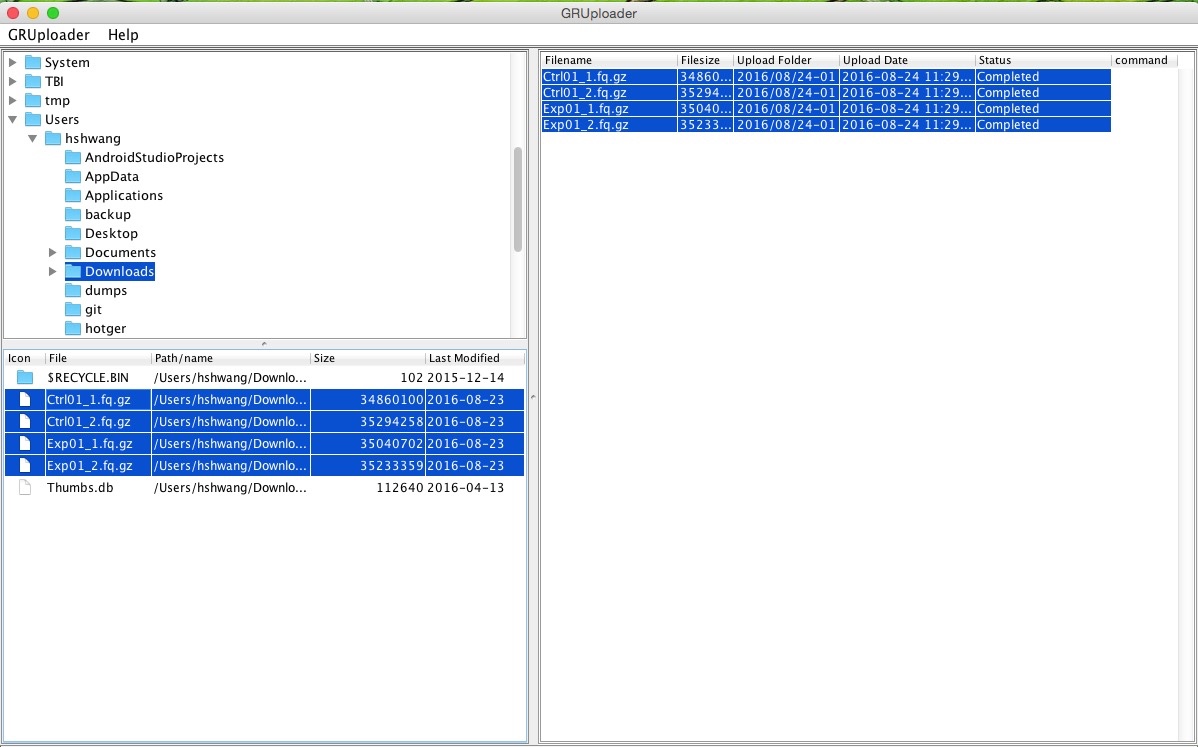 GRUploader
GRUploader Help
System
TBI
tmp
Users
hshwang
AndroidStudioProjects
AppData
Applications
backup
Desktop
Documents
Downloads
dumps
git
hotger
Icon File Path/name Size Last Modified
$RECYCLE.BIN /Users/hshwang/Downlo... 102 2015-12-14
Ctrl01_1.fq.gz /Users/hshwang/Downlo... 34860100 2016-08-23
Ctrl01_2.fq.gz /Users/hshwang/Downlo... 35294258 2016-08-23
Exp01_1.fq.gz /Users/hshwang/Downlo... 35040702 2016-08-23
Exp01_2.fq.gz /Users/hshwang/Downlo... 35233359 2016-08-23
Thumbs.db /Users/hshwang/Downlo... 112640 2016-04-13
Filename Filesize Upload Folder Upload Date Status command
Ctrl01_1.fq.gz 34860... 2016/08/24-01 2016-08-24 11:29... Completed
Ctrl01_2.fq.gz 35294... 2016/08/24-01 2016-08-24 11:29... Completed
Exp01_1.fq.gz 35040... 2016/08/24-01 2016-08-24 11:29... Completed
Exp01_2.fq.gz 35233... 2016/08/24-01 2016-08-24 11:29... Completed